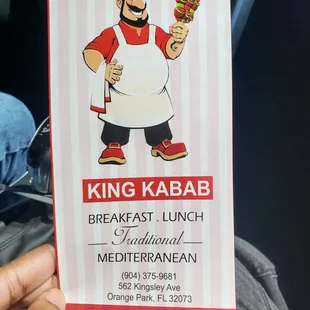 KING KABAB
BREAKFAST . LUNCH
Traditional
MEDITERRANEAN
(904) 375-9681
562 Kingsley Ave
Orange Park, FL 32073